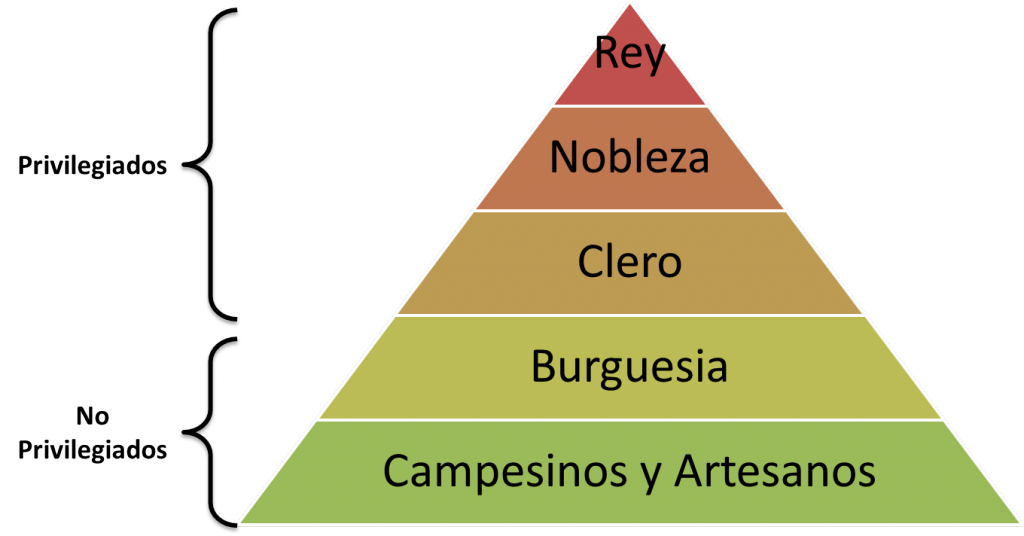 Rey
Nobleza
Privilegiados
Clero
Burguesia
No
Privilegiados
Campesinos y Artesanos